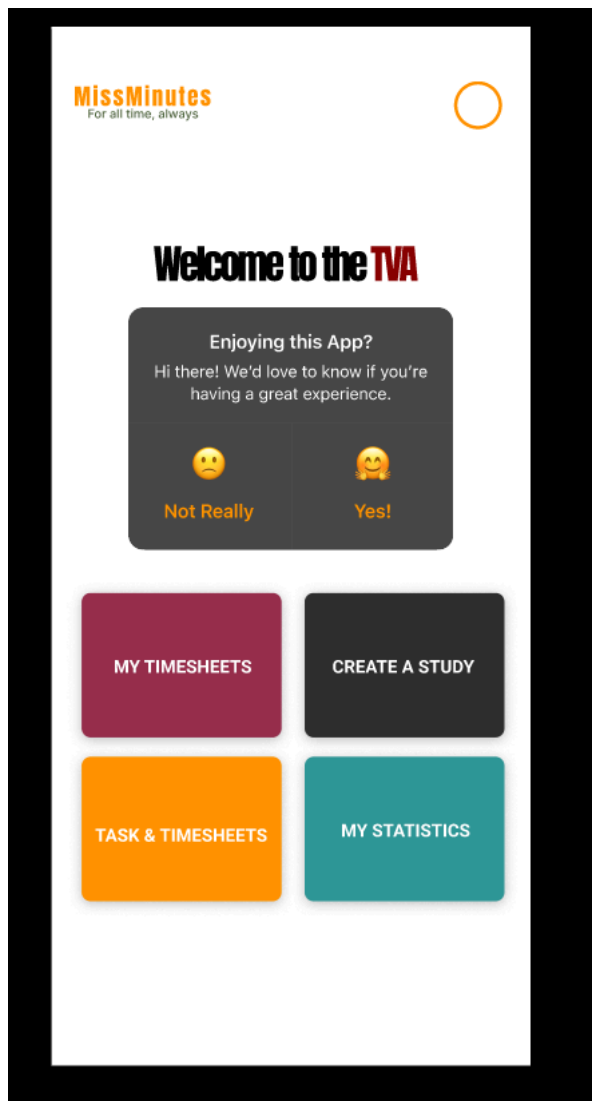 MissMinutes
For all time, always
Welcome to the TVA
Enjoying this App?
Hi there! We’d love to know if you’re
having a great experience.
Not Really
Yes!
MY TIMESHEETS
CREATE A STUDY
TASK & TIMESHEETS
MY STATISTICS